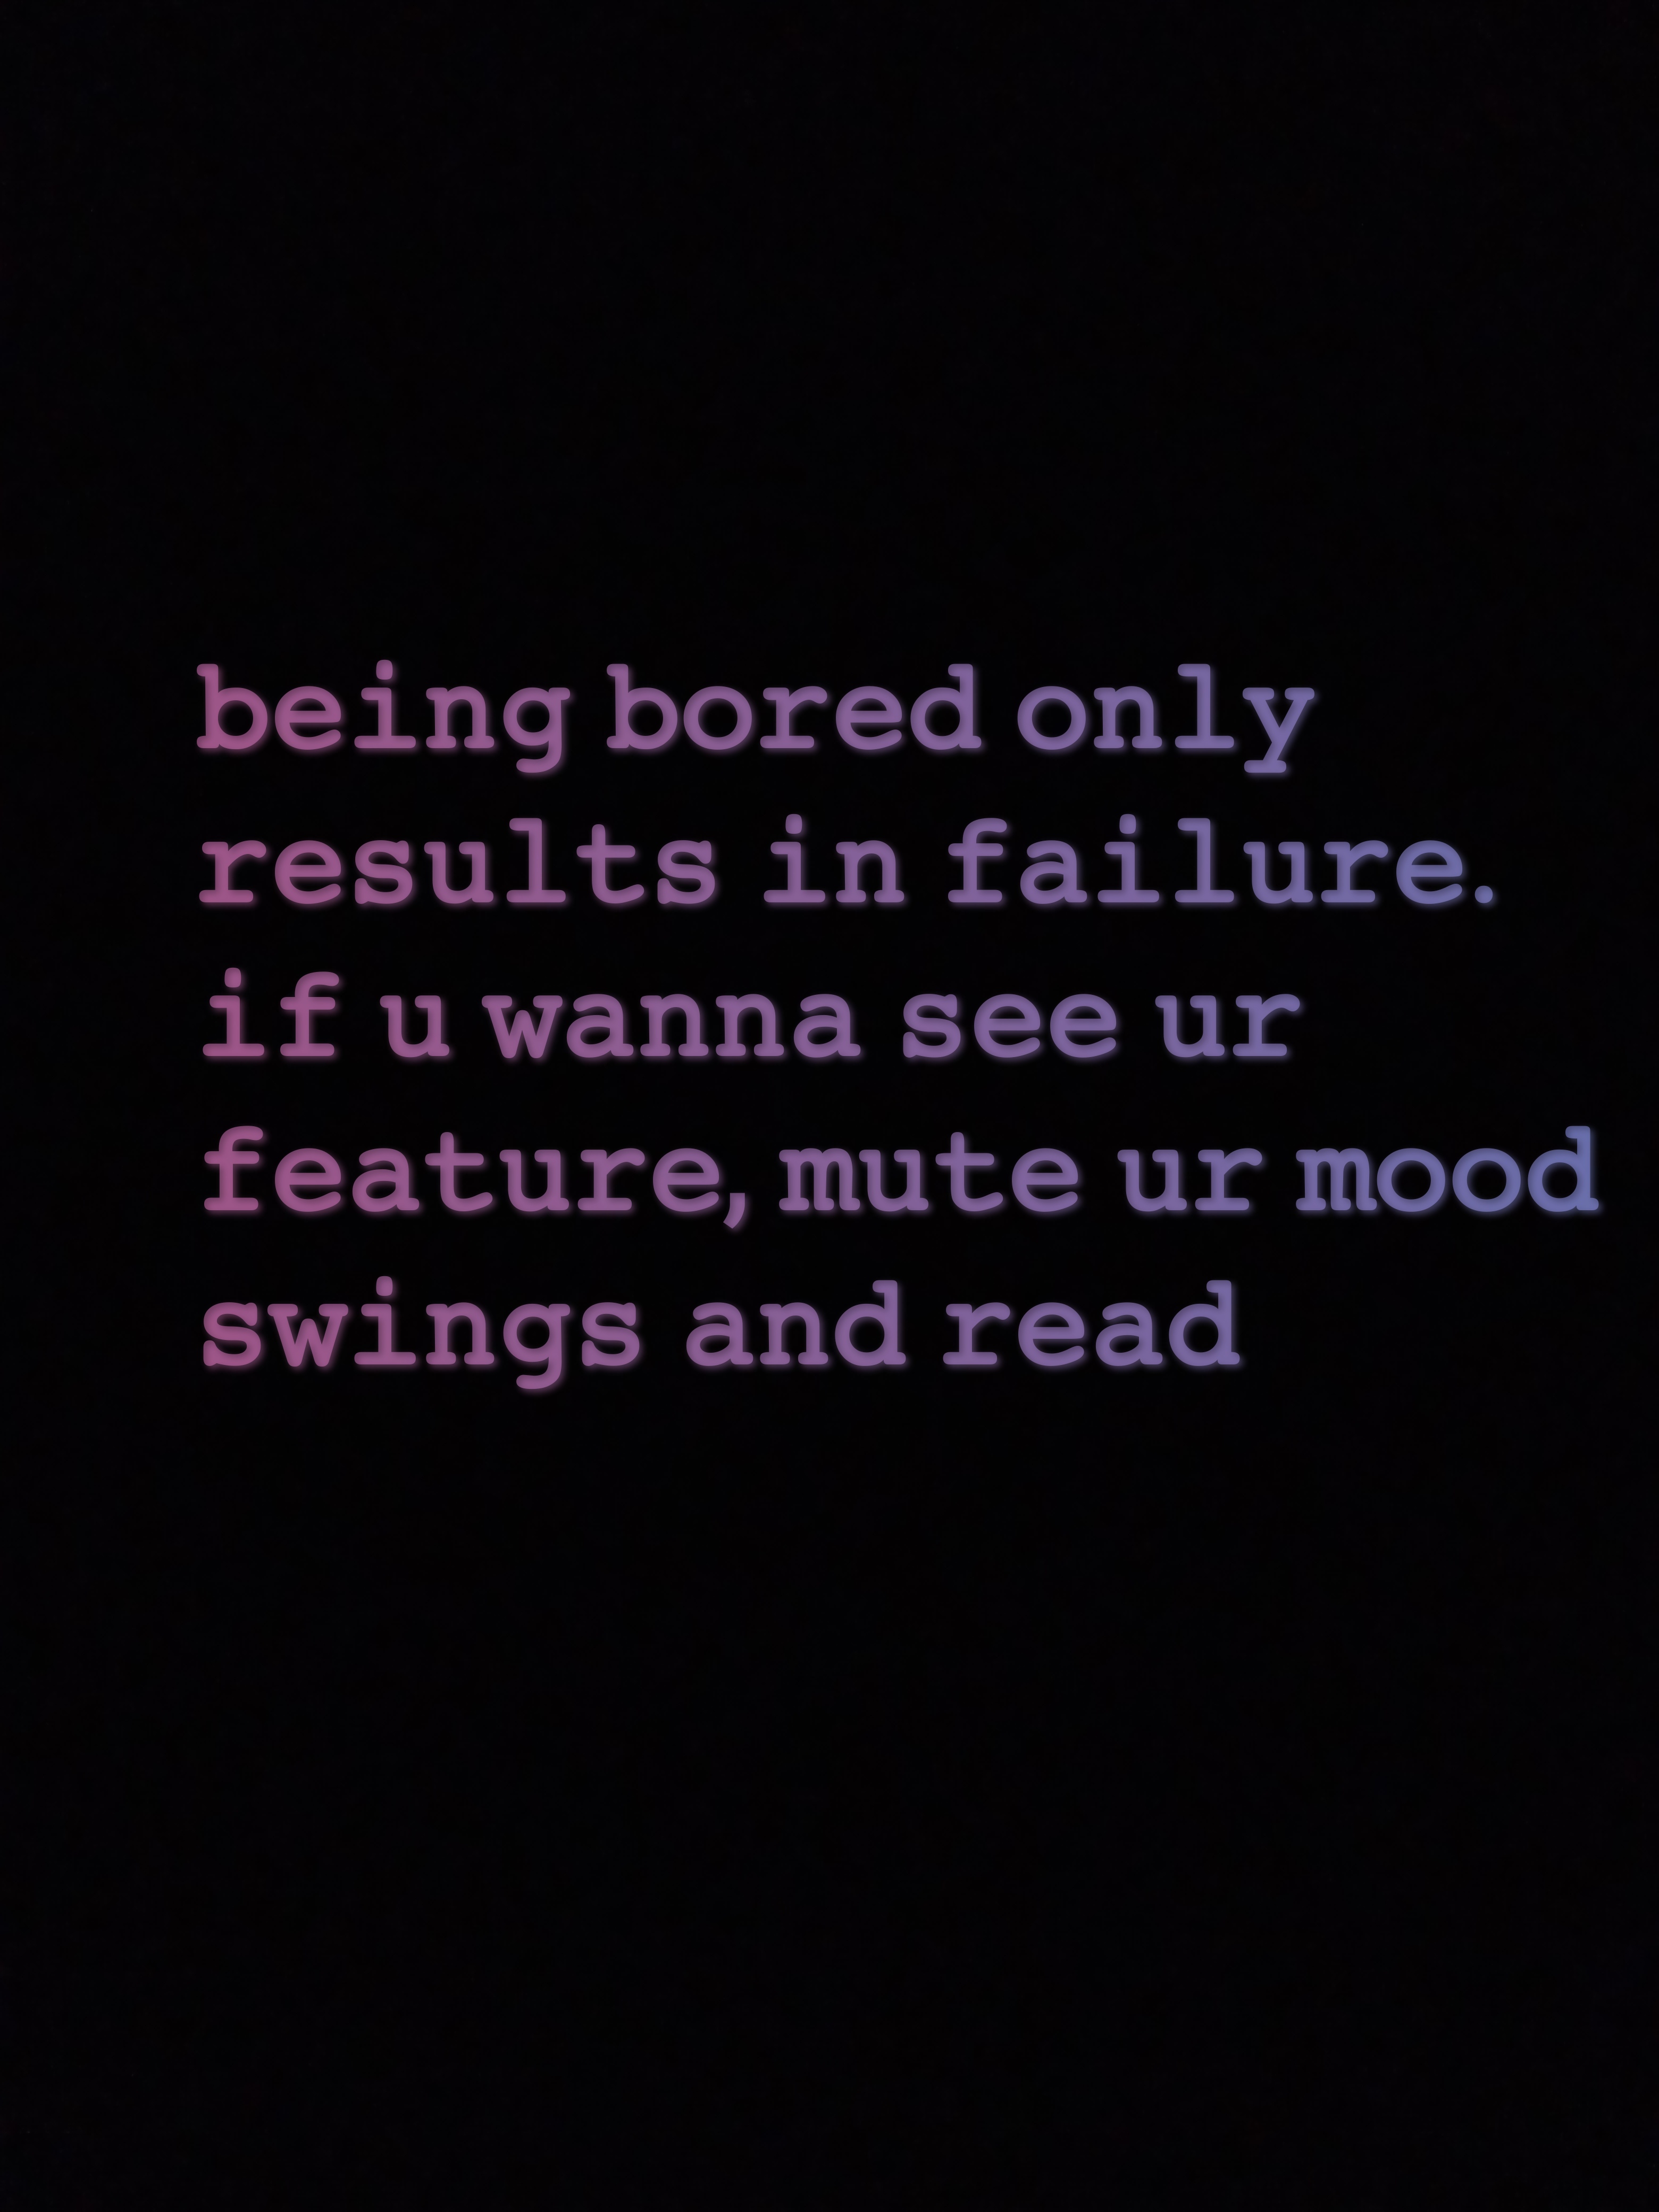 being bored only
results in failure.
if u wanna see ur
feature, mute ur mood
swings and read